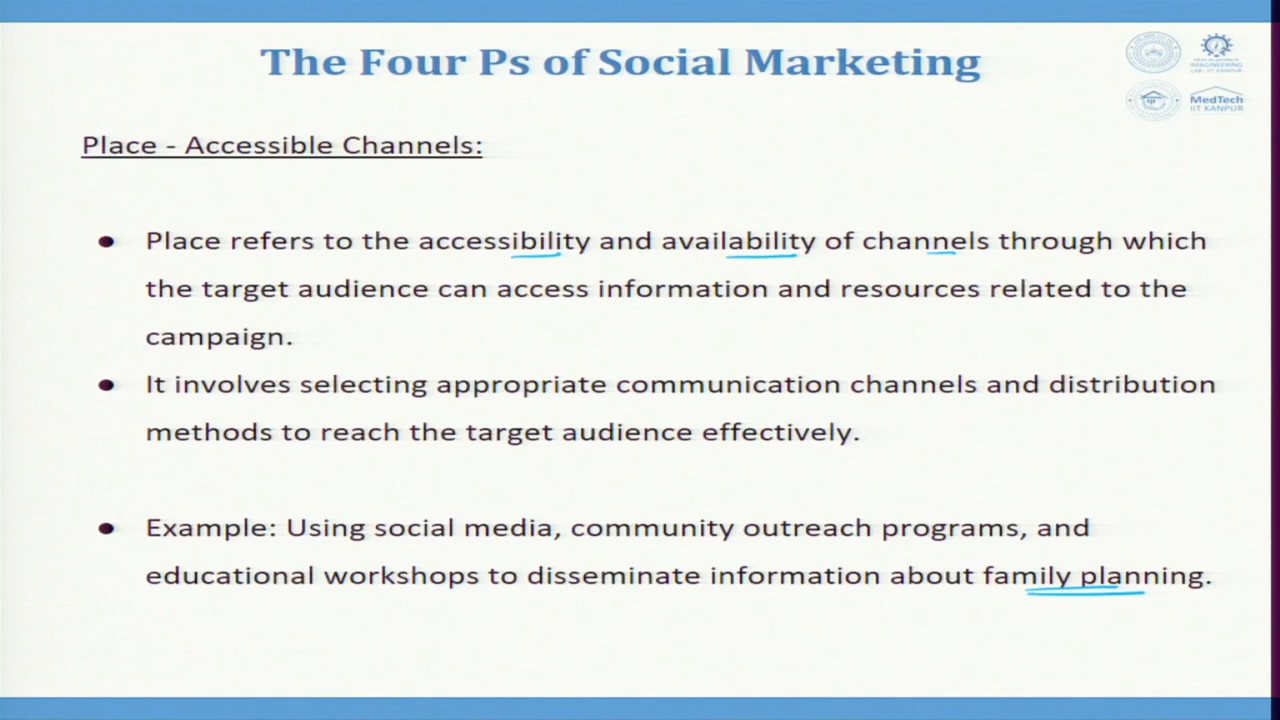 The Four Ps of Social Marketing
MedTech
IIT KANPUR
Place - Accessible Channels:
● Place refers to the accessibility and availability of channels through which
the target audience can access information and resources related to the
campaign.
● It involves selecting appropriate communication channels and distribution
methods to reach the target audience effectively.
● Example: Using social media, community outreach programs, and
educational workshops to disseminate information about family planning.